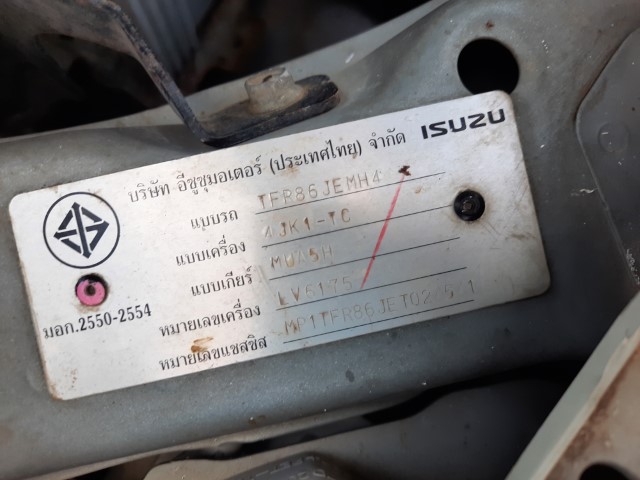 บริษัท อีซูซุมอเตอร์ (ประเทศไทย) จำกัด ISUZU
แบบรถ TFR86JEMH4
แบบเครื่อง 4JK1-TC
แบบเกียร์ MUA5H
หมายเลขเครื่อง
หมายเลขแชสซิส
มอก.2550-2554